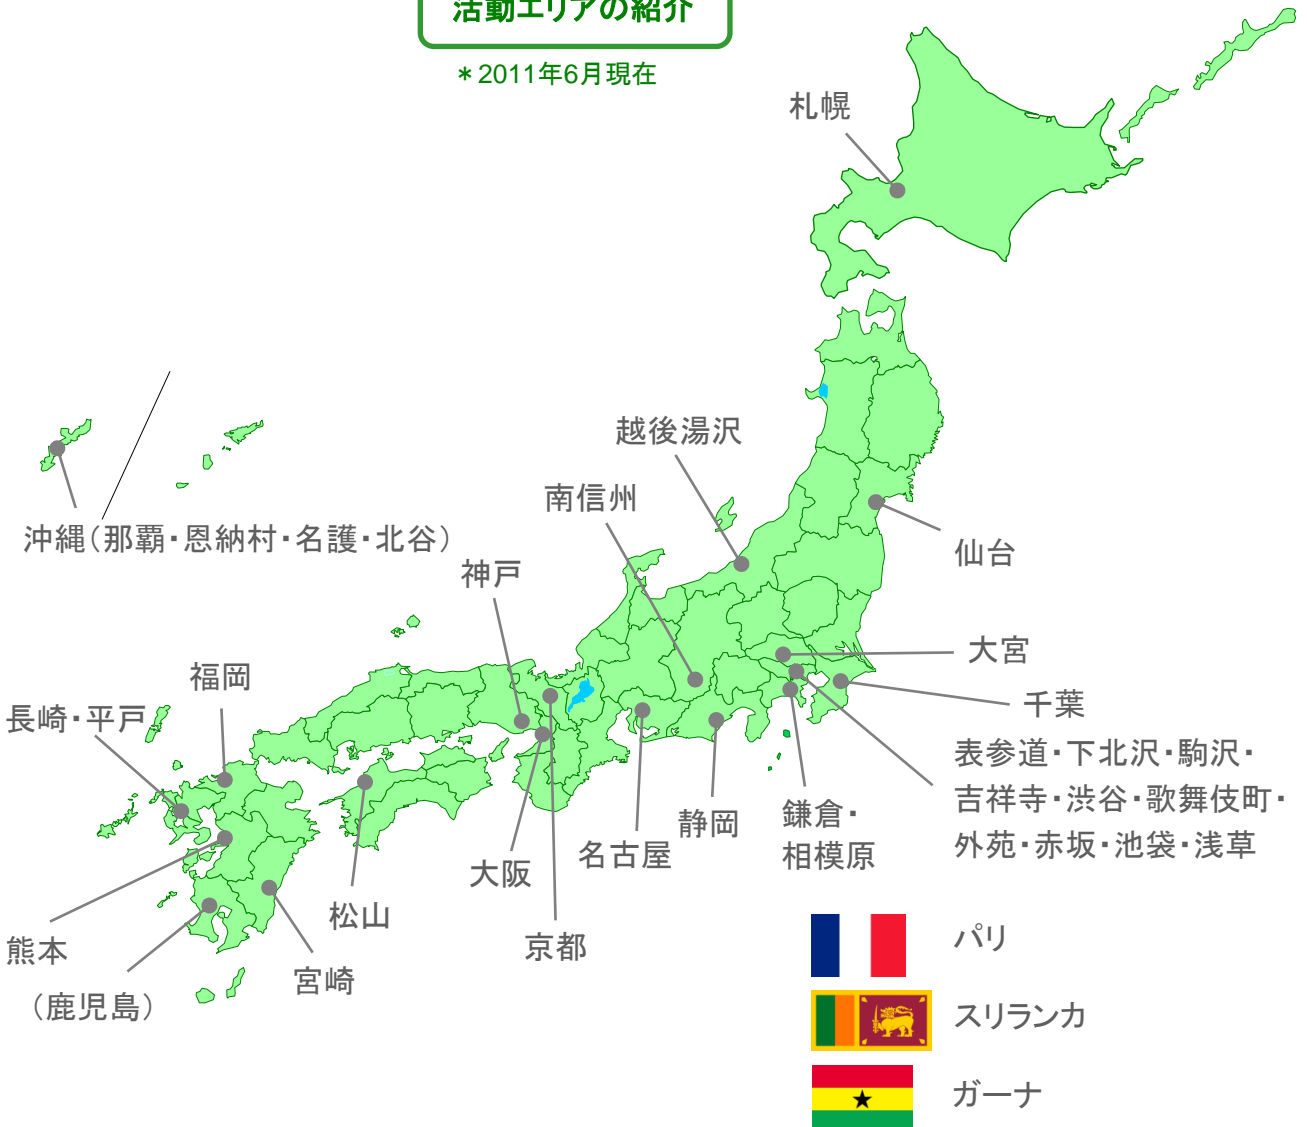 活動エリアの紹介
＊2011年6月現在
札幌
越後湯沢
南信州
沖縄（那覇・恩納村・名護・北谷）
仙台
神戸
大宮
福岡
千葉
長崎・平戸
表参道・下北沢・駒沢・
吉祥寺・渋谷・歌舞伎町・
外苑・赤坂・池袋・浅草
鎌倉・
相模原
静岡
名古屋
大阪
松山
京都
熊本
宮崎
（鹿児島）
パリ
スリランカ
ガーナ